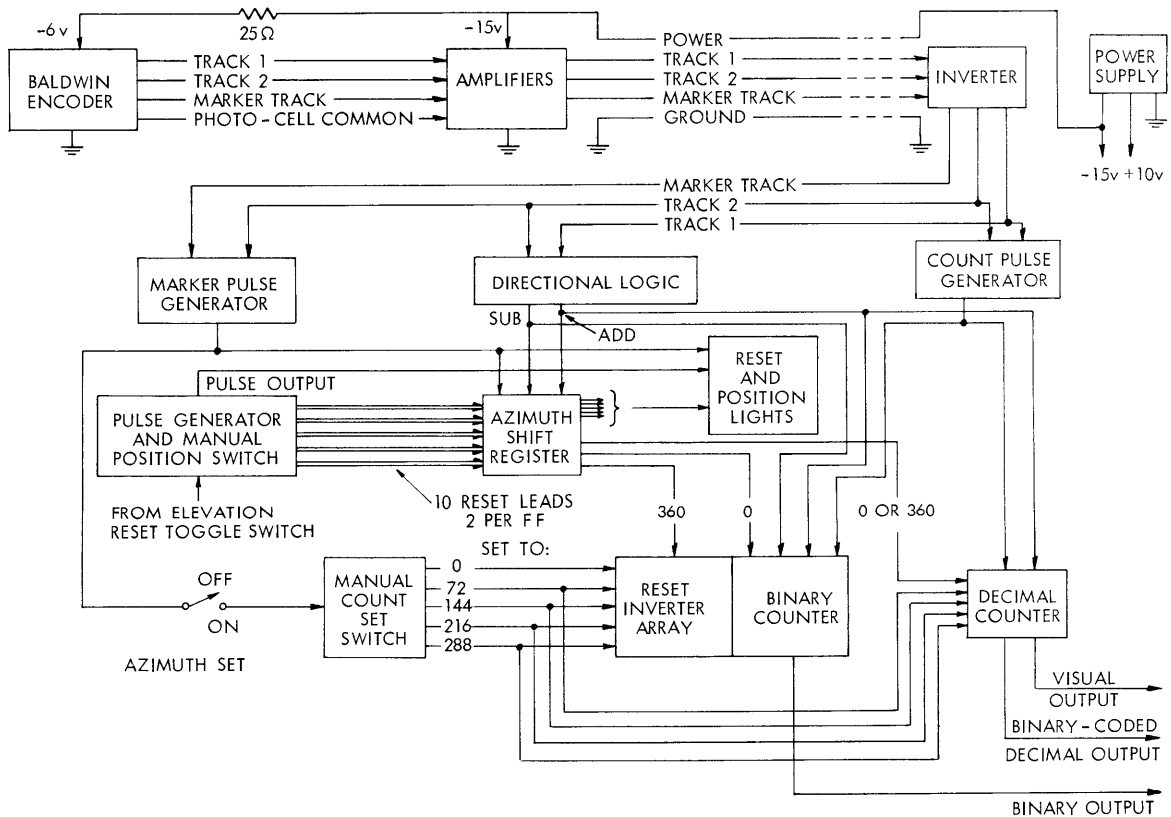 -6v
25Ω
-15v
BALDWIN
ENCODER
TRACK 1
TRACK 2
MARKER TRACK
PHOTO-CELL COMMON
AMPLIFIERS
POWER
TRACK 1
TRACK 2
MARKER TRACK
GROUND
INVERTER
POWER
SUPPLY
-15v +10v
MARKER TRACK
TRACK 2
TRACK 1
MARKER PULSE
GENERATOR
DIRECTIONAL LOGIC
COUNT PULSE
GENERATOR
SUB
ADD
PULSE OUTPUT
RESET
AND
POSITION
LIGHTS
PULSE GENERATOR
AND MANUAL
POSITION SWITCH
AZIMUTH
SHIFT
REGISTER
FROM ELEVATION
RESET TOGGLE SWITCH
10 RESET LEADS
2 PER FF
360
0
0 OR 360
SET TO:
OFF
ON
AZIMUTH SET
MANUAL
COUNT
SET
SWITCH
0
72
144
216
288
RESET
INVERTER
ARRAY
BINARY
COUNTER
DECIMAL
COUNTER
VISUAL
OUTPUT
BINARY-CODED
DECIMAL OUTPUT
BINARY OUTPUT